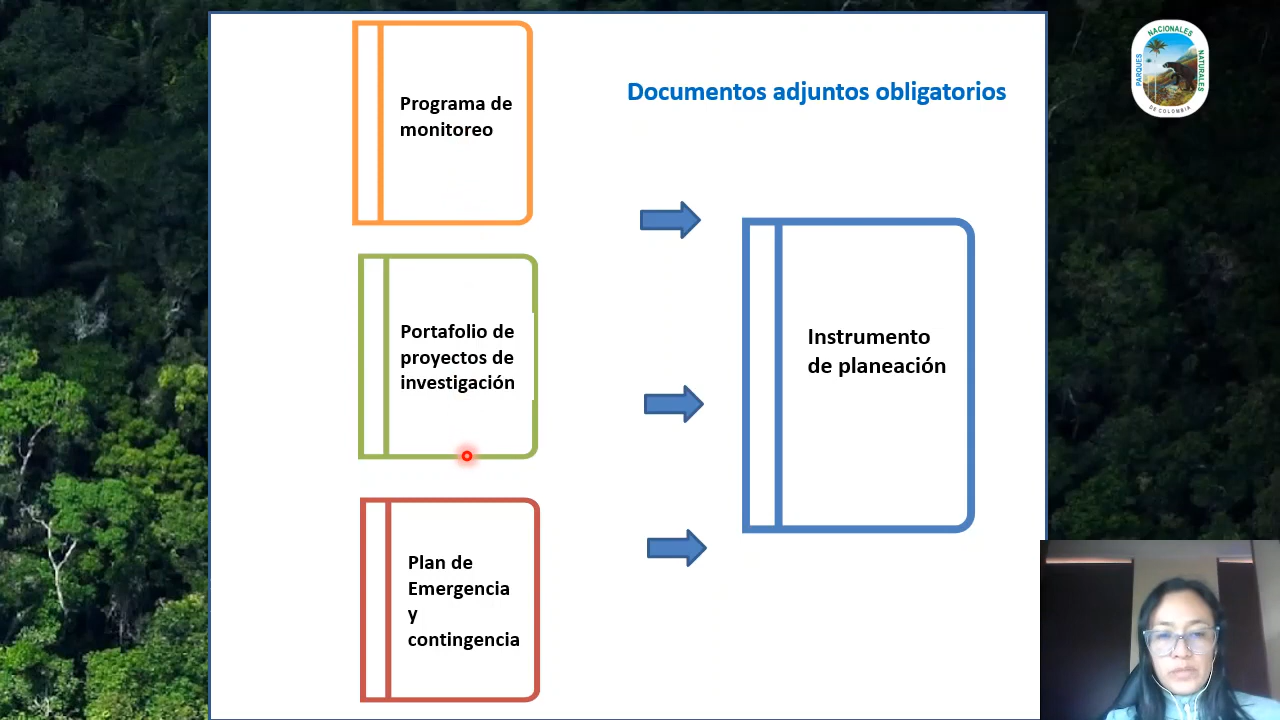 Programa de
monitoreo
Documentos adjuntos obligatorios
PARQUES
NACIONALES
NATURALES
DE COLOMBIA
Portafolio de
proyectos de
investigación
Instrumento
de planeación
Plan de
Emergencia
y
contingencia